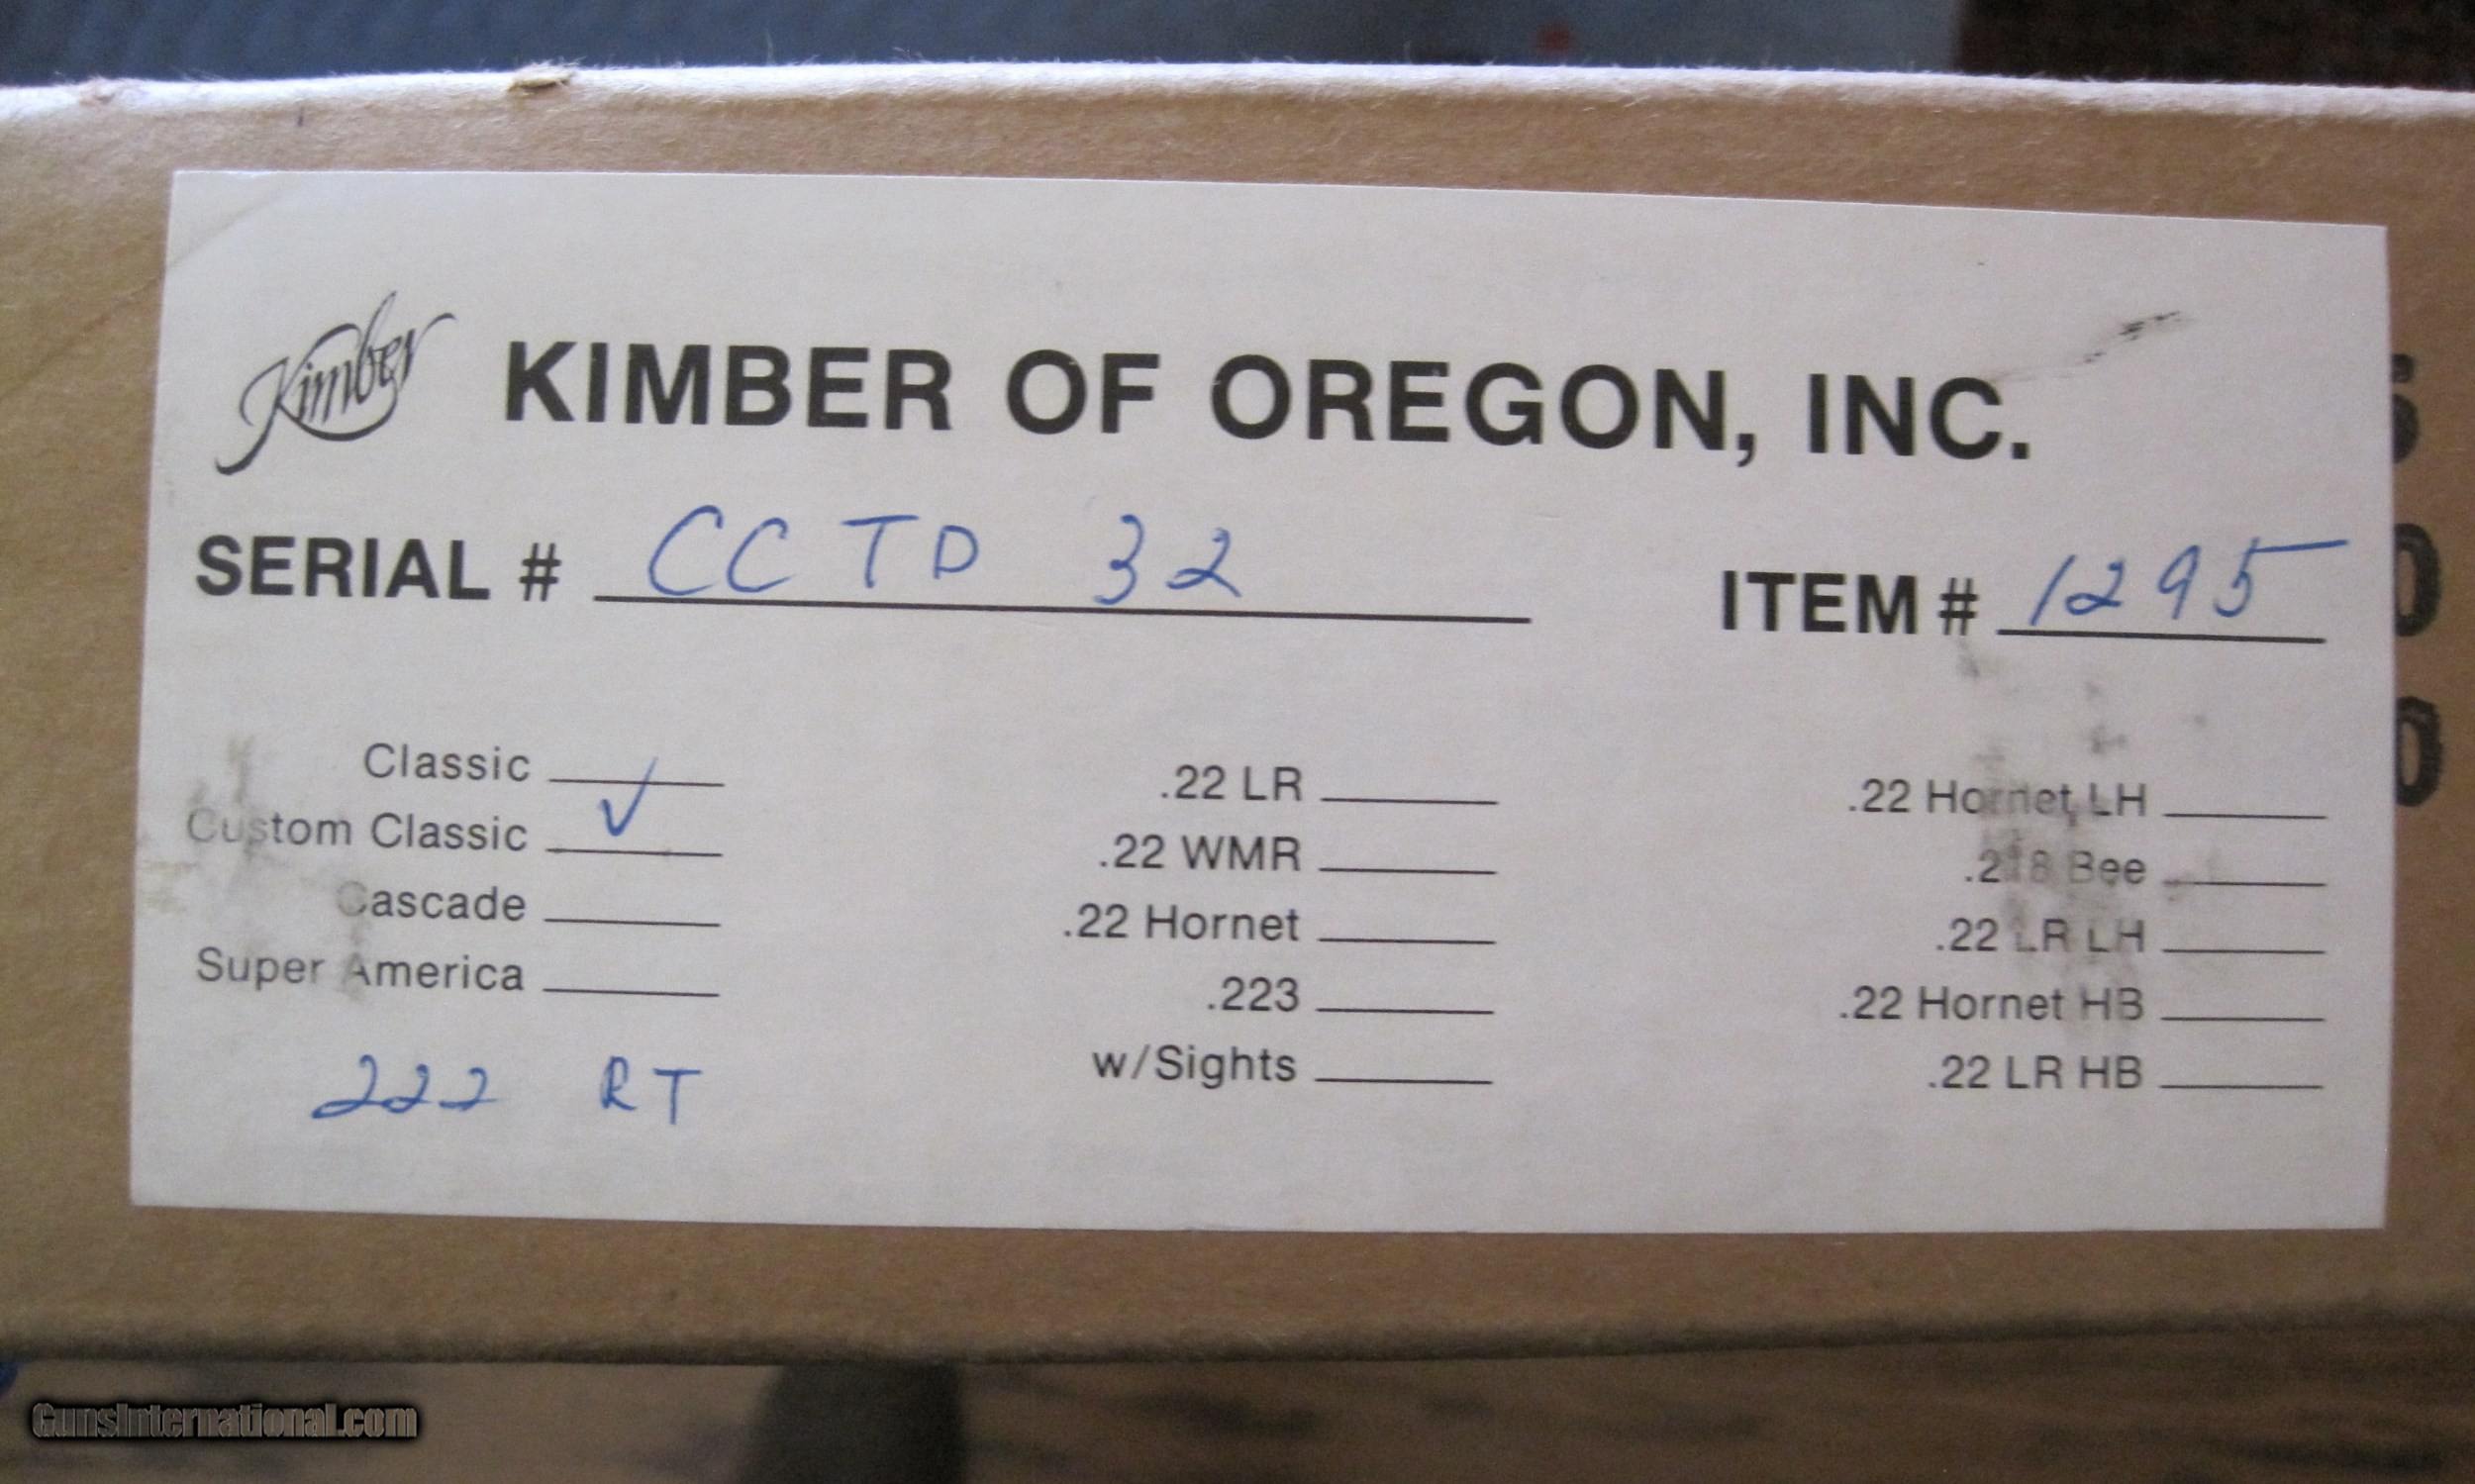 Kimber KIMBER OF OREGON, INC.
SERIAL # CCTD 32 ITEM # 1295
Classic
Custom Classic ✓
Cascade
Super America
222 RT
.22 LR
.22 WMR
.22 Hornet
.223
w/Sights
.22 Hornet LH
.218 Bee
.22 LR LH
.22 Hornet HB
.22 LR HB
GunsInternational.com